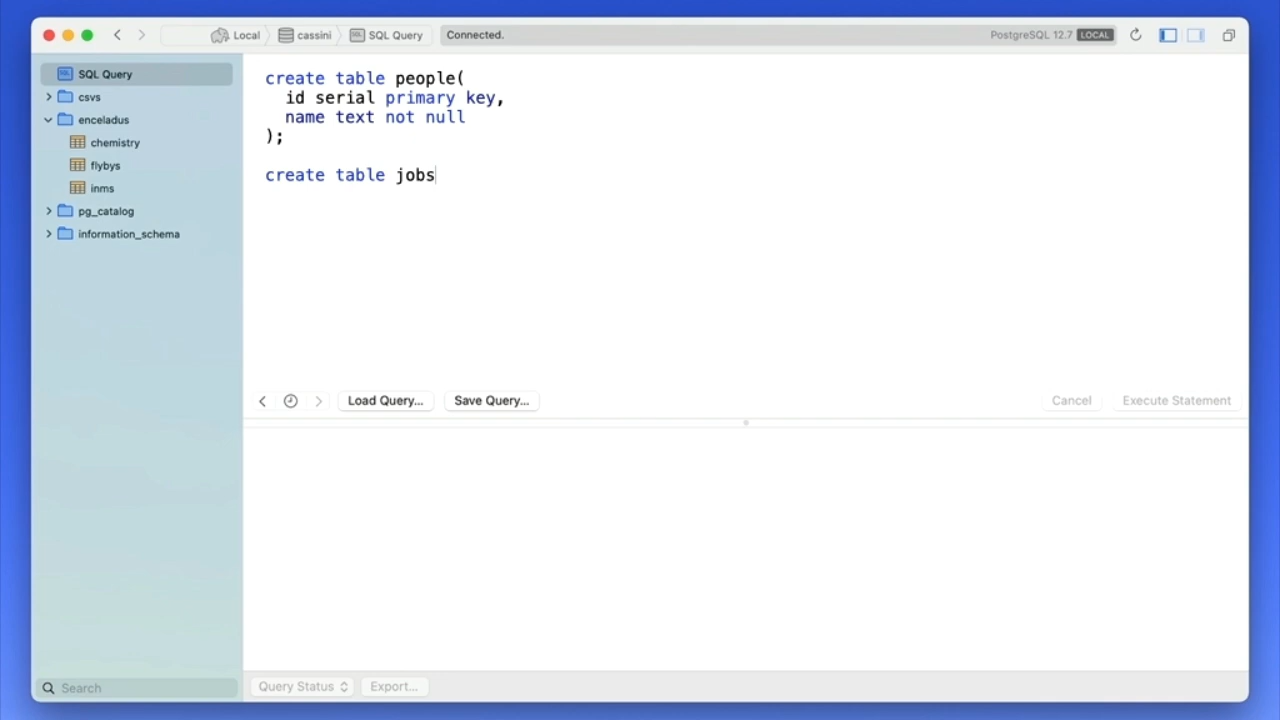 Local cassini SQL Query Connected. PostgreSQL 12.7 LOCAL
SQL Query
csvs
enceladus
chemistry
flybys
inms
pg_catalog
information_schema
create table people(
id serial primary key,
name text not null
);
create table jobs
Load Query... Save Query... Cancel Execute Statement
Search
Query Status Export...